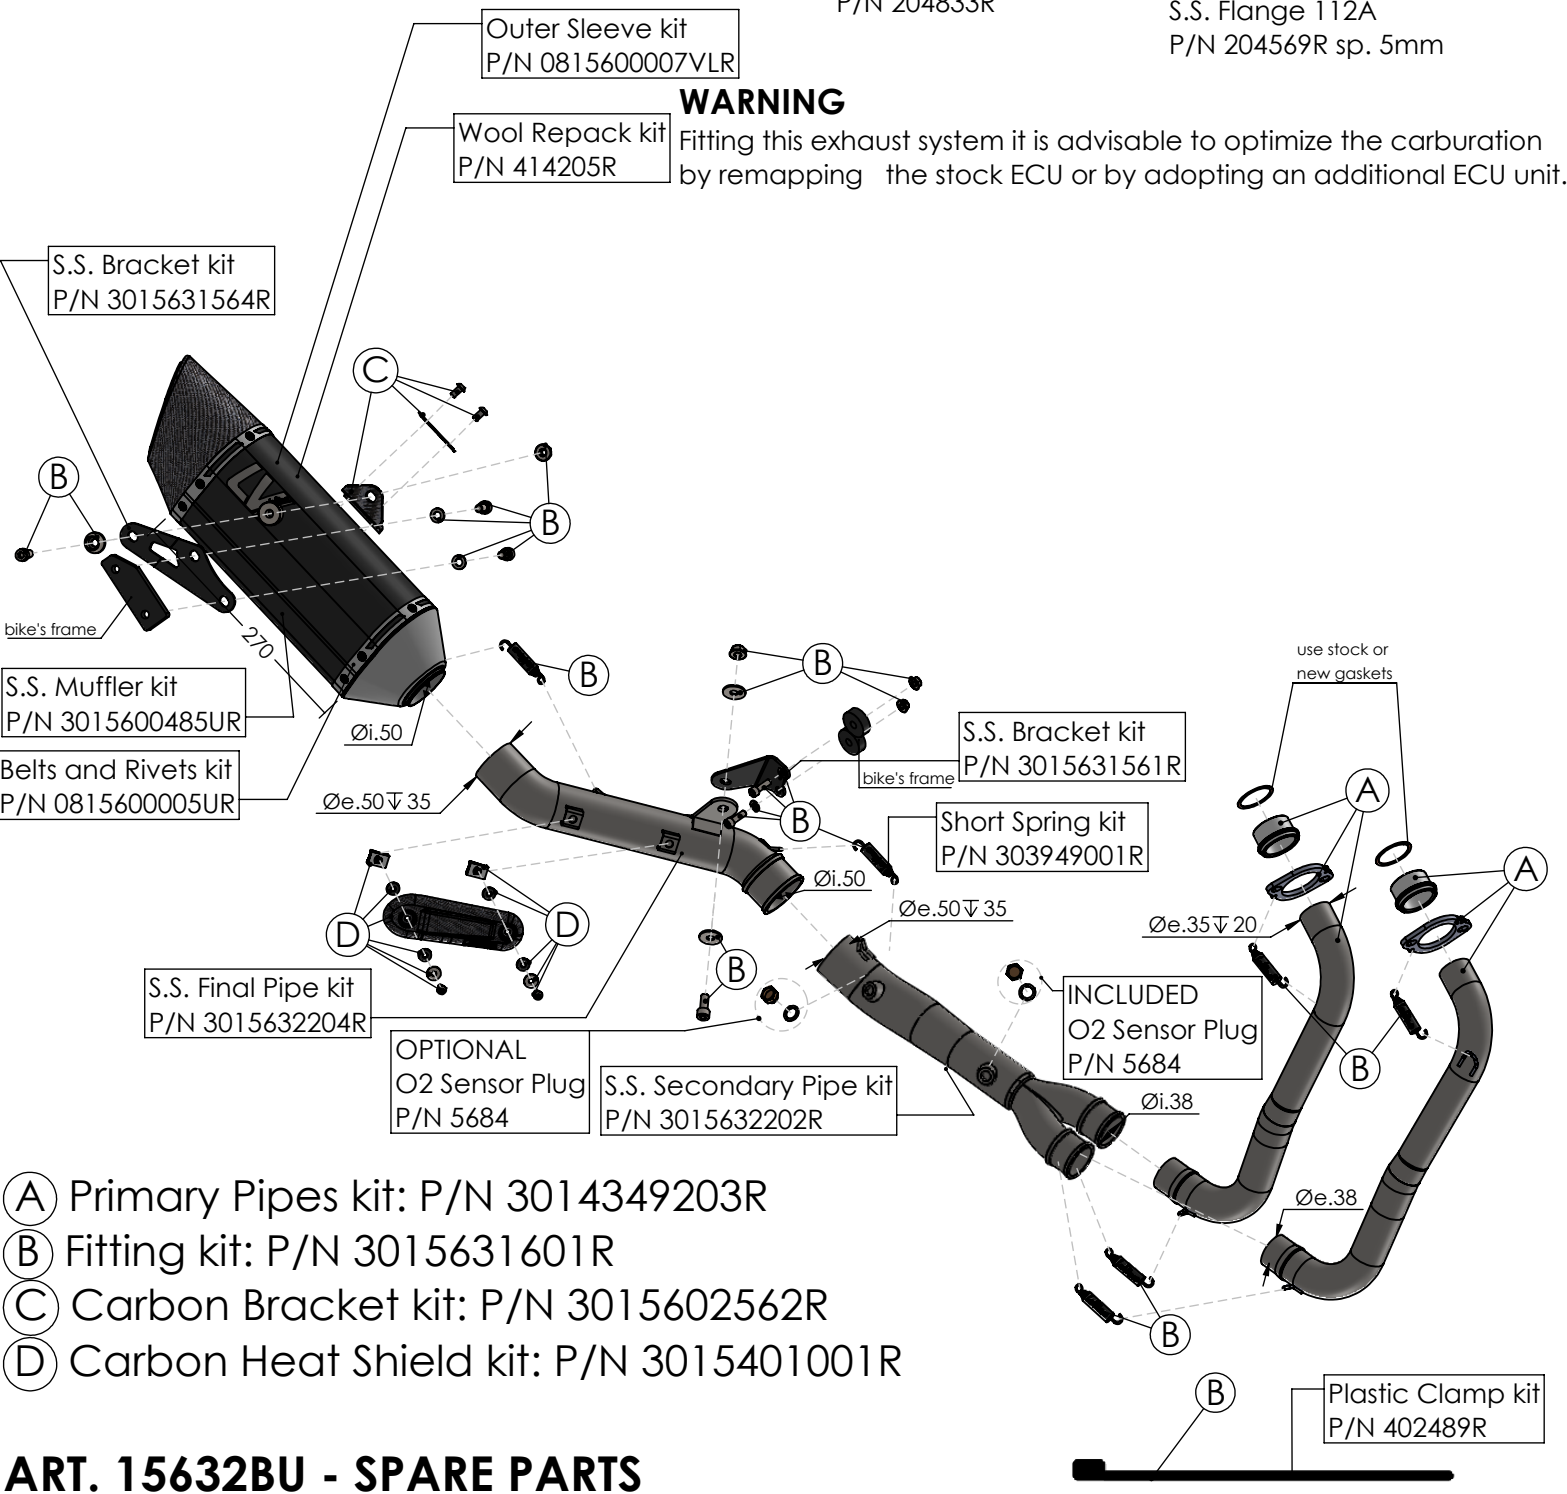 P/N 204833R
S.S. Flange 112A
P/N 204569R sp. 5mm
Outer Sleeve kit
P/N 0815600007VLR
WARNING
Fitting this exhaust system it is advisable to optimize the carburation
by remapping the stock ECU or by adopting an additional ECU unit.
Wool Repack kit
P/N 414205R
S.S. Bracket kit
P/N 3015631564R
C
B
B
LV
bike's frame
270
S.S. Muffler kit
P/N 3015600485UR
Øi.50
B
B
use stock or
new gaskets
Belts and Rivets kit
P/N 0815600005UR
Øe.50↧35
bike's frame
S.S. Bracket kit
P/N 3015631561R
A
B
Short Spring kit
P/N 303949001R
A
Øi.50
Øe.50↧35
Øe.35↧20
D
D
B
S.S. Final Pipe kit
P/N 3015632204R
INCLUDED
O2 Sensor Plug
P/N 5684
OPTIONAL
O2 Sensor Plug
P/N 5684
S.S. Secondary Pipe kit
P/N 3015632202R
B
Øi.38
A Primary Pipes kit: P/N 3014349203R
Øe.38
B Fitting kit: P/N 3015631601R
C Carbon Bracket kit: P/N 3015602562R
B
D Carbon Heat Shield kit: P/N 3015401001R
B
Plastic Clamp kit
P/N 402489R
ART. 15632BU - SPARE PARTS